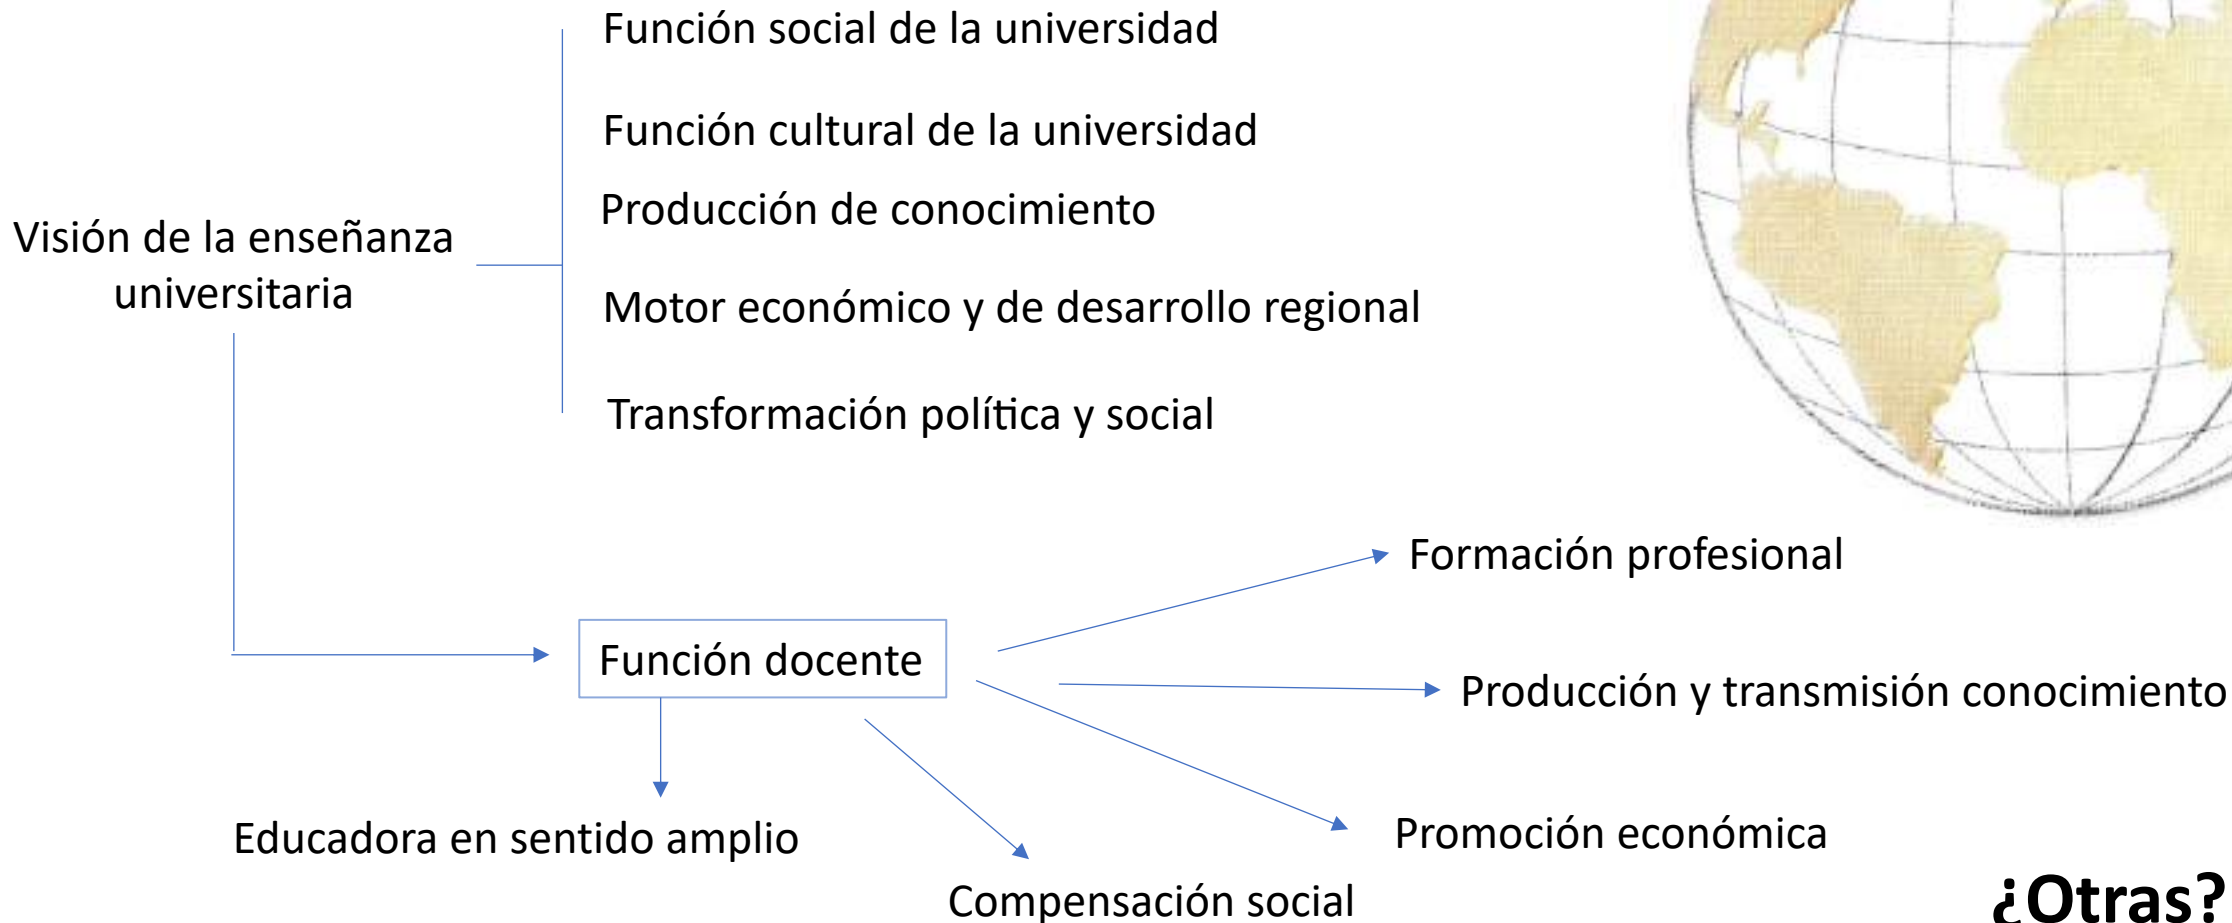 Función social de la universidad
Función cultural de la universidad
Producción de conocimiento
Visión de la enseñanza
universitaria
Motor económico y de desarrollo regional
Transformación política y social
Formación profesional
Función docente
Producción y transmisión conocimiento
Educadora en sentido amplio
Promoción económica
Compensación social
¿Otras?